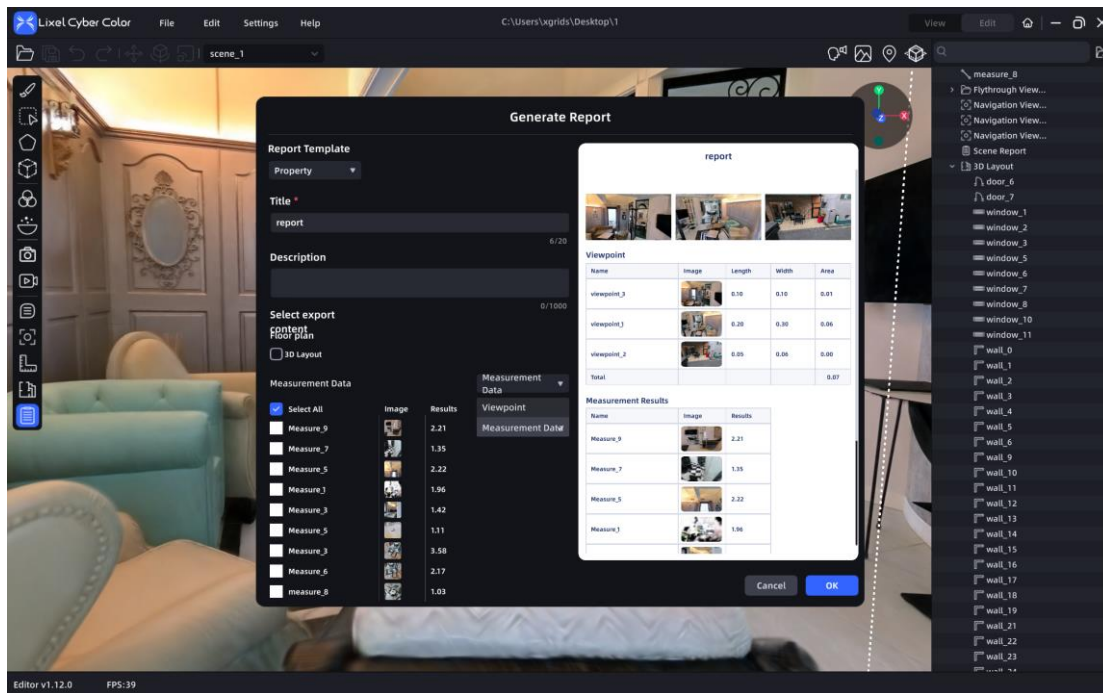 Lixel Cyber Color File Edit Settings Help C:\Users\xgrids\Desktop\1 View Edit
scene_1
Generate Report
Report Template
Property
Title *
report
6/20
Description
0/1000
Select export
content
Floor plan
3D Layout
Measurement Data
Measurement
Data
Viewpoint
Measurement Data
Select All Image Results
Measure_9 2.21
Measure_7 1.35
Measure_5 2.22
Measure_1 1.96
Measure_3 1.42
Measure_5 1.11
Measure_3 3.58
Measure_6 2.17
measure_8 1.03
report
Viewpoint
Name Image Length Width Area
viewpoint_3 0.10 0.10 0.01
viewpoint_1 0.20 0.30 0.06
viewpoint_2 0.05 0.06 0.00
Total 0.07
Measurement Results
Name Image Results
Measure_9 2.21
Measure_7 1.35
Measure_5 2.22
Measure_1 1.96
Cancel OK
measure_8
Flythrough View...
Navigation View...
Navigation View...
Navigation View...
Scene Report
3D Layout
door_6
door_7
window_1
window_2
window_3
window_5
window_6
window_7
window_8
window_10
window_11
wall_0
wall_1
wall_2
wall_3
wall_4
wall_5
wall_6
wall_9
wall_10
wall_11
wall_12
wall_13
wall_14
wall_15
wall_16
wall_17
wall_18
wall_19
wall_21
wall_22
wall_23
Y
X
Z
Editor v1.12.0 FPS:39